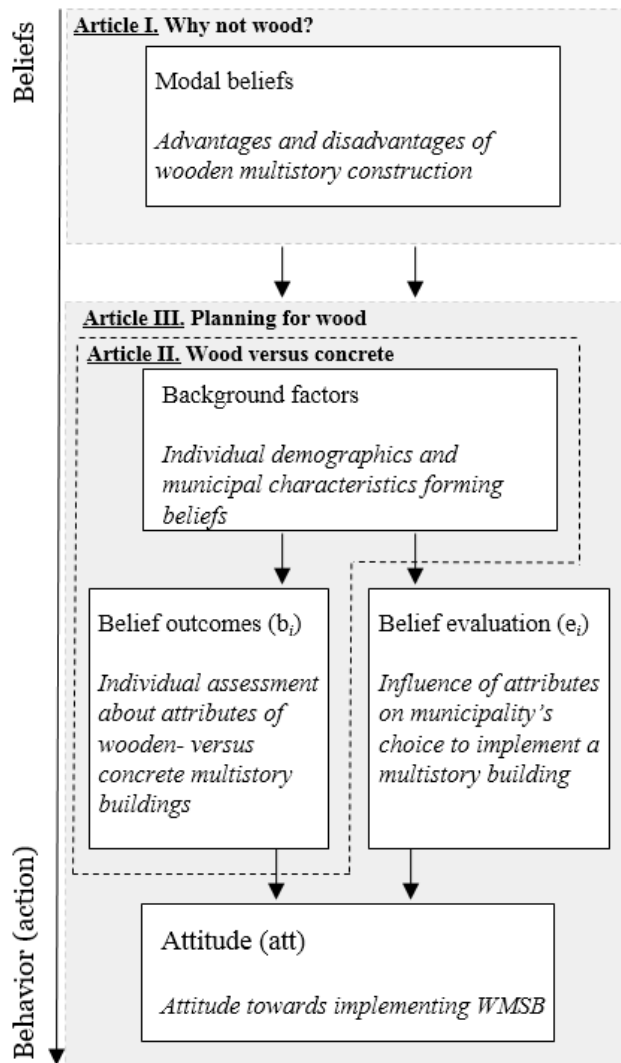 Beliefs
Article I. Why not wood?
Modal beliefs
Advantages and disadvantages of
wooden multistory construction
Article III. Planning for wood
Article II. Wood versus concrete
Background factors
Individual demographics and
municipal characteristics forming
beliefs
Belief outcomes (bᵢ)
Individual assessment
about attributes of
wooden- versus
concrete multistory
buildings
Belief evaluation (eᵢ)
Influence of attributes
on municipality's
choice to implement a
multistory building
Behavior (action)
Attitude (att)
Attitude towards implementing WMSB